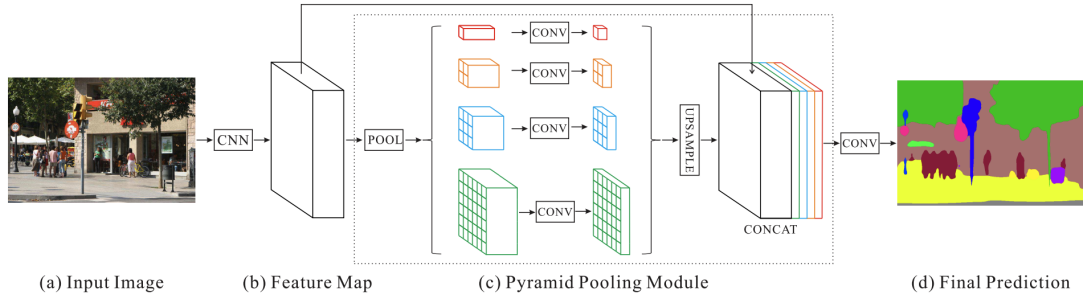 CNN
POOL
CONV
CONV
CONV
CONV
UPSAMPLE
CONCAT
CONV
(a) Input Image
(b) Feature Map
(c) Pyramid Pooling Module
(d) Final Prediction